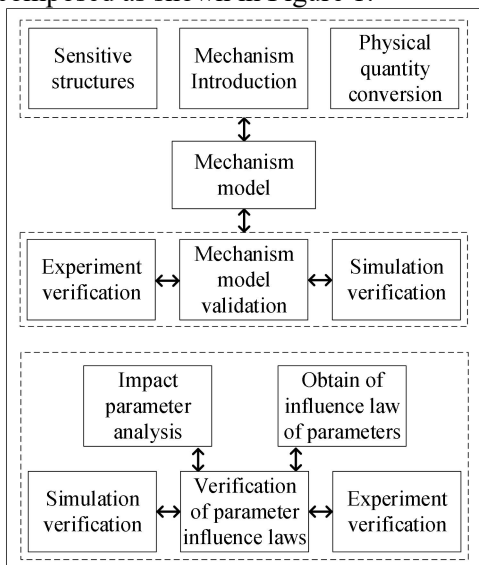 composed as shown in Figure 1.
Sensitive
structures
Mechanism
Introduction
Physical
quantity
conversion
Mechanism
model
Experiment
verification
Mechanism
model
validation
Simulation
verification
Impact
parameter
analysis
Obtain of
influence law
of parameters
Simulation
verification
Verification
of parameter
influence laws
Experiment
verification